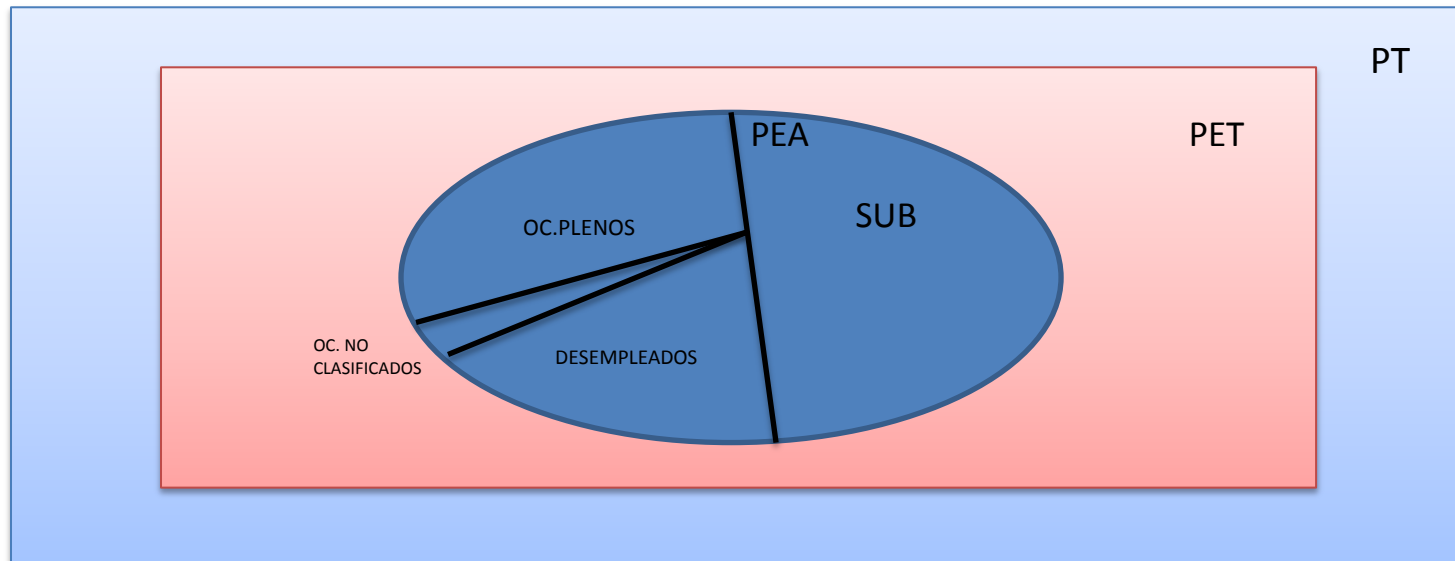 PT
PEA
PET
SUB
OC.PLENOS
OC. NO
CLASIFICADOS
DESEMPLEADOS